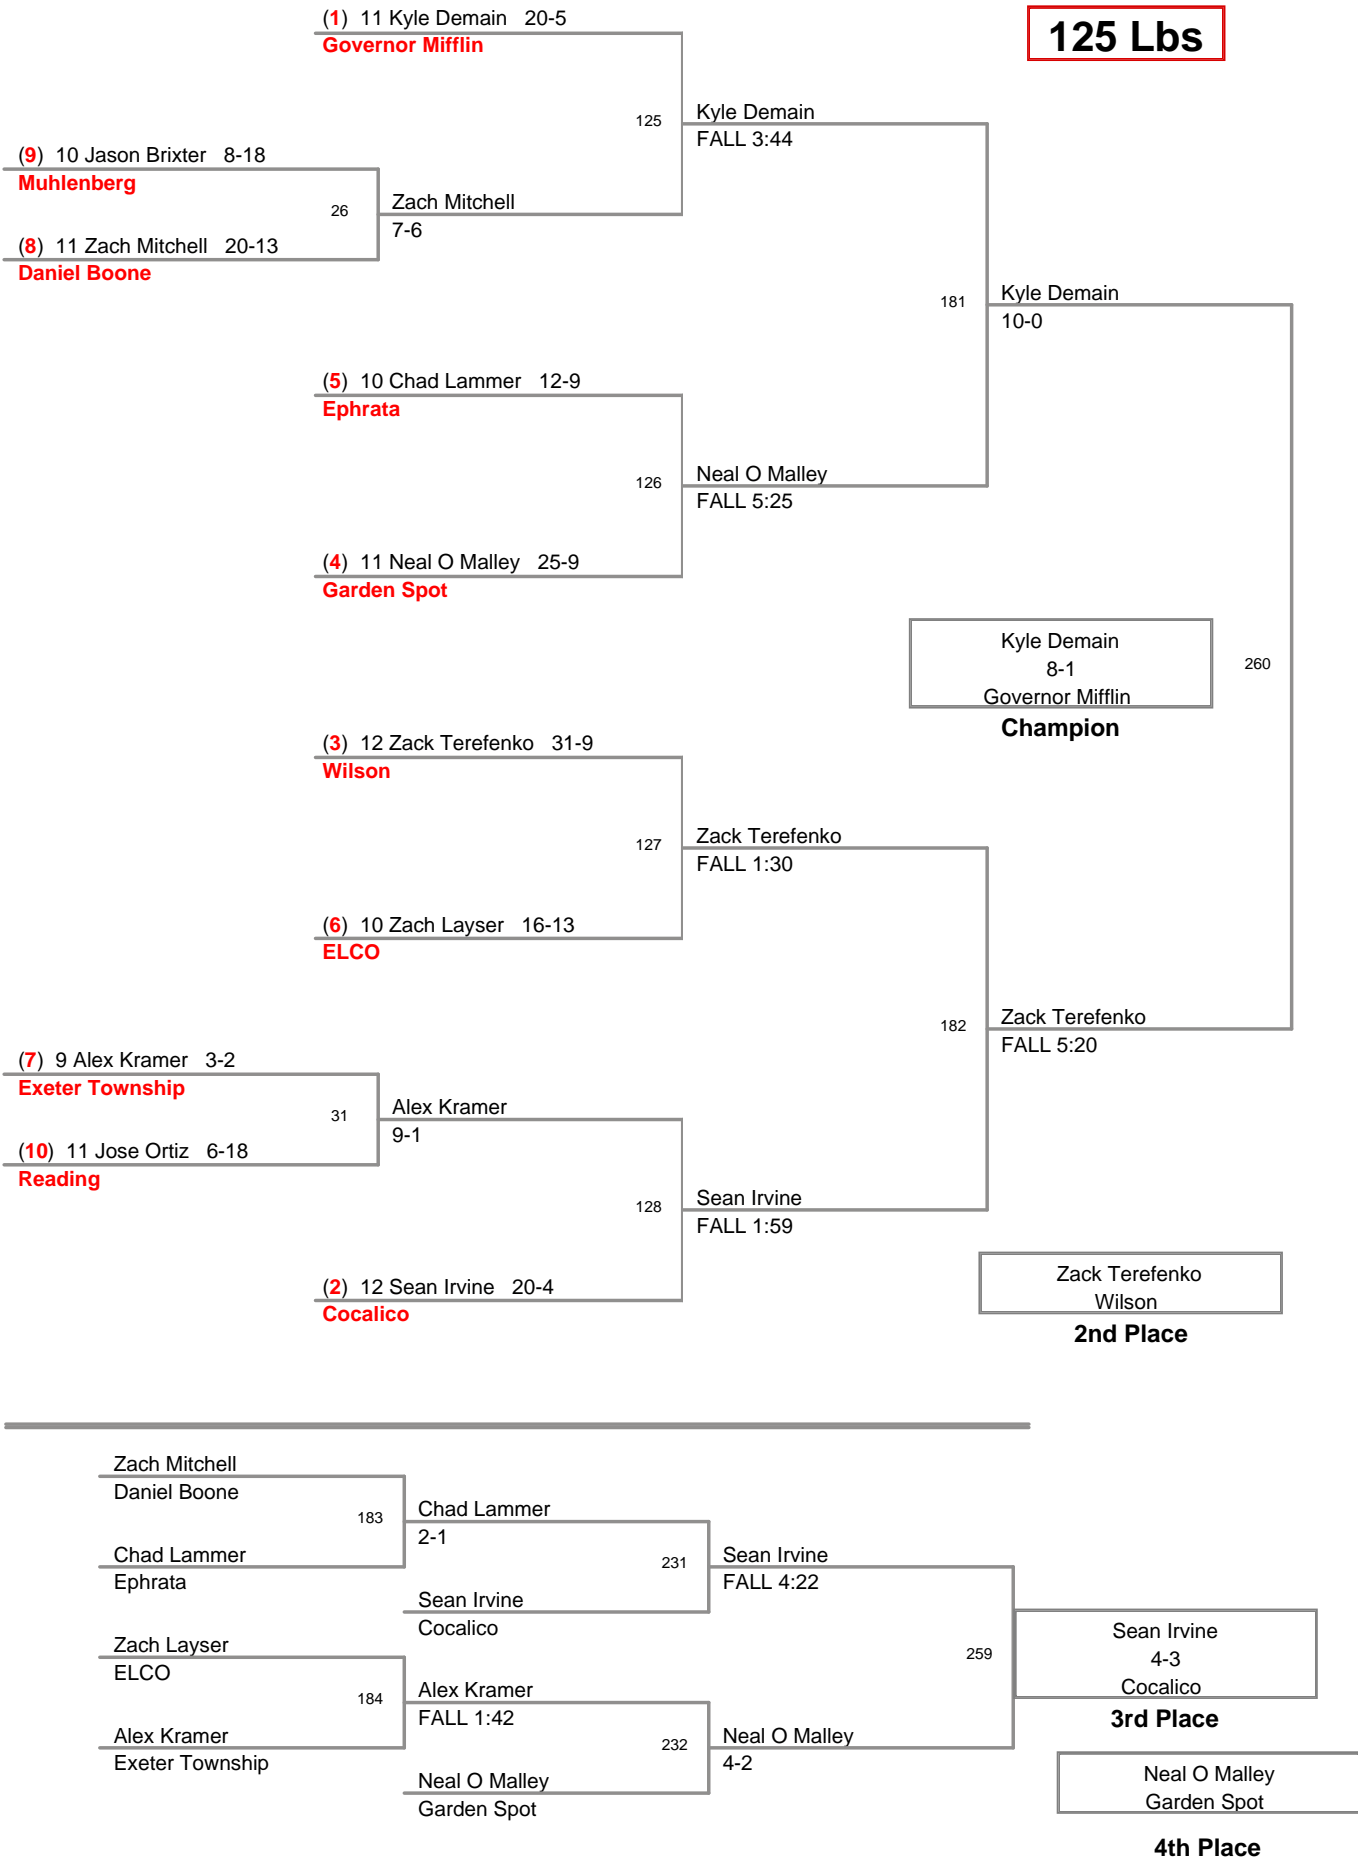 (1) 11 Kyle Demain 20-5
Governor Mifflin
125 Lbs
125
Kyle Demain
FALL 3:44
(9) 10 Jason Brixter 8-18
Muhlenberg
26
Zach Mitchell
7-6
(8) 11 Zach Mitchell 20-13
Daniel Boone
181
Kyle Demain
10-0
(5) 10 Chad Lammer 12-9
Ephrata
126
Neal O Malley
FALL 5:25
(4) 11 Neal O Malley 25-9
Garden Spot
Kyle Demain
8-1
Governor Mifflin
Champion
260
(3) 12 Zack Terefenko 31-9
Wilson
127
Zack Terefenko
FALL 1:30
(6) 10 Zach Layser 16-13
ELCO
182
Zack Terefenko
FALL 5:20
(7) 9 Alex Kramer 3-2
Exeter Township
31
Alex Kramer
9-1
(10) 11 Jose Ortiz 6-18
Reading
128
Sean Irvine
FALL 1:59
(2) 12 Sean Irvine 20-4
Cocalico
Zack Terefenko
Wilson
2nd Place
Zach Mitchell
Daniel Boone
183
Chad Lammer
2-1
Chad Lammer
Ephrata
231
Sean Irvine
FALL 4:22
Sean Irvine
Cocalico
Zach Layser
ELCO
184
Alex Kramer
FALL 1:42
Alex Kramer
Exeter Township
232
Neal O Malley
4-2
Neal O Malley
Garden Spot
259
Sean Irvine
4-3
Cocalico
3rd Place
Neal O Malley
Garden Spot
4th Place